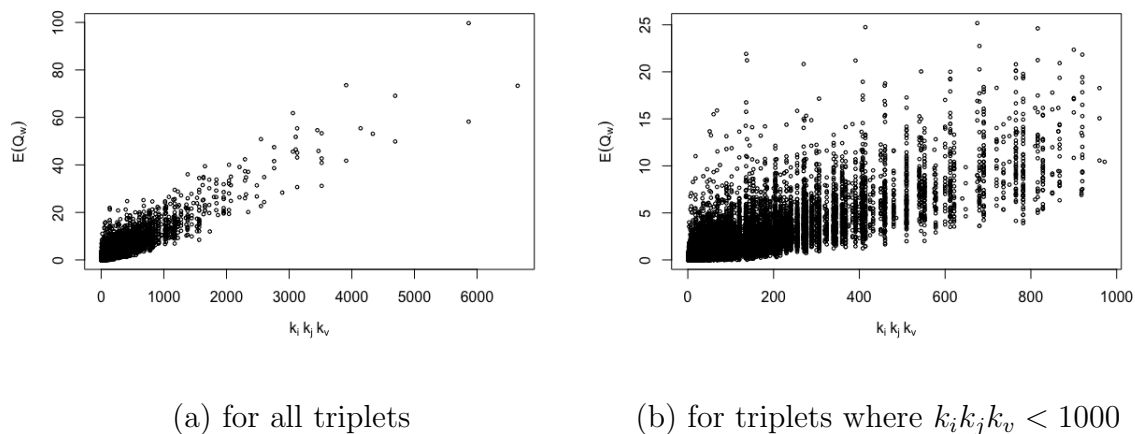 100
80
60
40
20
0
E(Q_w)
0 1000 2000 3000 4000 5000 6000
k_i k_j k_v
25
20
15
10
5
0
E(Q_w)
0 200 400 600 800 1000
k_i k_j k_v
(a) for all triplets
(b) for triplets where k_i k_j k_v < 1000